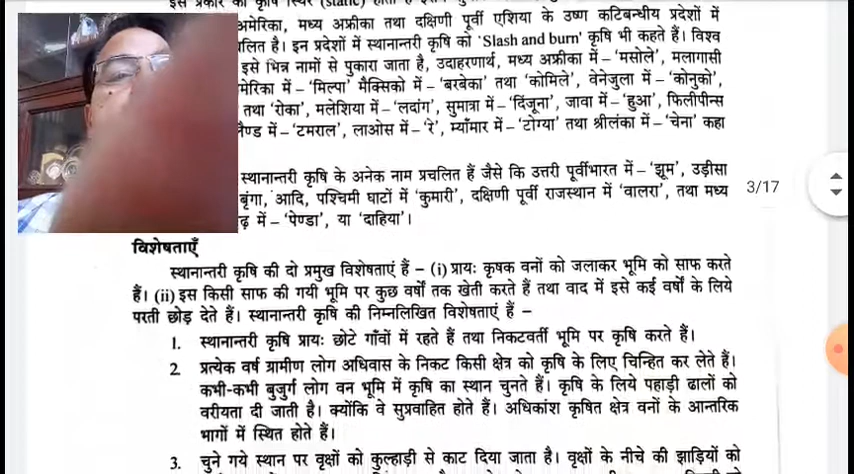 इस प्रकार की कृषि स्थिर (static) होती है
अमेरिका, मध्य अफ्रीका तथा दक्षिणी पूर्वी एशिया के उष्ण कटिबन्धीय प्रदेशों में
लित है। इन प्रदेशों में स्थानान्तरी कृषि को 'Slash and burn' कृषि भी कहते हैं। विश्व
इसे भिन्न नामों से पुकारा जाता है, उदाहरणार्थ, मध्य अफ्रीका में – 'मसोले', मलागासी
मेरिका में – 'मिल्पा' मैक्सिको में – 'बरबेका' तथा 'कोमिले', वेनेजुला में – 'कोनुको',
तथा 'रोका', मलेशिया में – 'लदांग', सुमात्रा में – 'दिंजूना', जावा में – 'हुआ', फिलीपीन्स
लैण्ड में – 'टमराल', लाओस में – 'रे', म्याँमार में – 'टोंग्या' तथा श्रीलंका में – 'चेना' कहा
स्थानान्तरी कृषि के अनेक नाम प्रचलित हैं जैसे कि उत्तरी पूर्वीभारत में – 'झूम', उड़ीसा
बृंगा, आदि, पश्चिमी घाटों में 'कुमारी', दक्षिणी पूर्वी राजस्थान में 'वालरा', तथा मध्य
3/17
ढ़ में – 'पेण्डा', या 'दाहिया'।
विशेषताएँ
स्थानान्तरी कृषि की दो प्रमुख विशेषताएं हैं – (i) प्रायः कृषक वनों को जलाकर भूमि को साफ करते
हैं। (ii) इस किसी साफ की गयी भूमि पर कुछ वर्षों तक खेती करते हैं तथा वाद में इसे कई वर्षों के लिये
परती छोड़ देते हैं। स्थानान्तरी कृषि की निम्नलिखित विशेषताएं हैं –
1. स्थानान्तरी कृषि प्रायः छोटे गाँवों में रहते हैं तथा निकटवर्ती भूमि पर कृषि करते हैं।
2. प्रत्येक वर्ष ग्रामीण लोग अधिवास के निकट किसी क्षेत्र को कृषि के लिए चिन्हित कर लेते हैं।
कभी-कभी बुजुर्ग लोग वन भूमि में कृषि का स्थान चुनते हैं। कृषि के लिये पहाड़ी ढालों को
वरीयता दी जाती है। क्योंकि वे सुप्रवाहित होते हैं। अधिकांश कृषित क्षेत्र वनों के आन्तरिक
भागों में स्थित होते हैं।
3. चुने गये स्थान पर वृक्षों को कुल्हाड़ी से काट दिया जाता है। वृक्षों के नीचे की झाड़ियों को